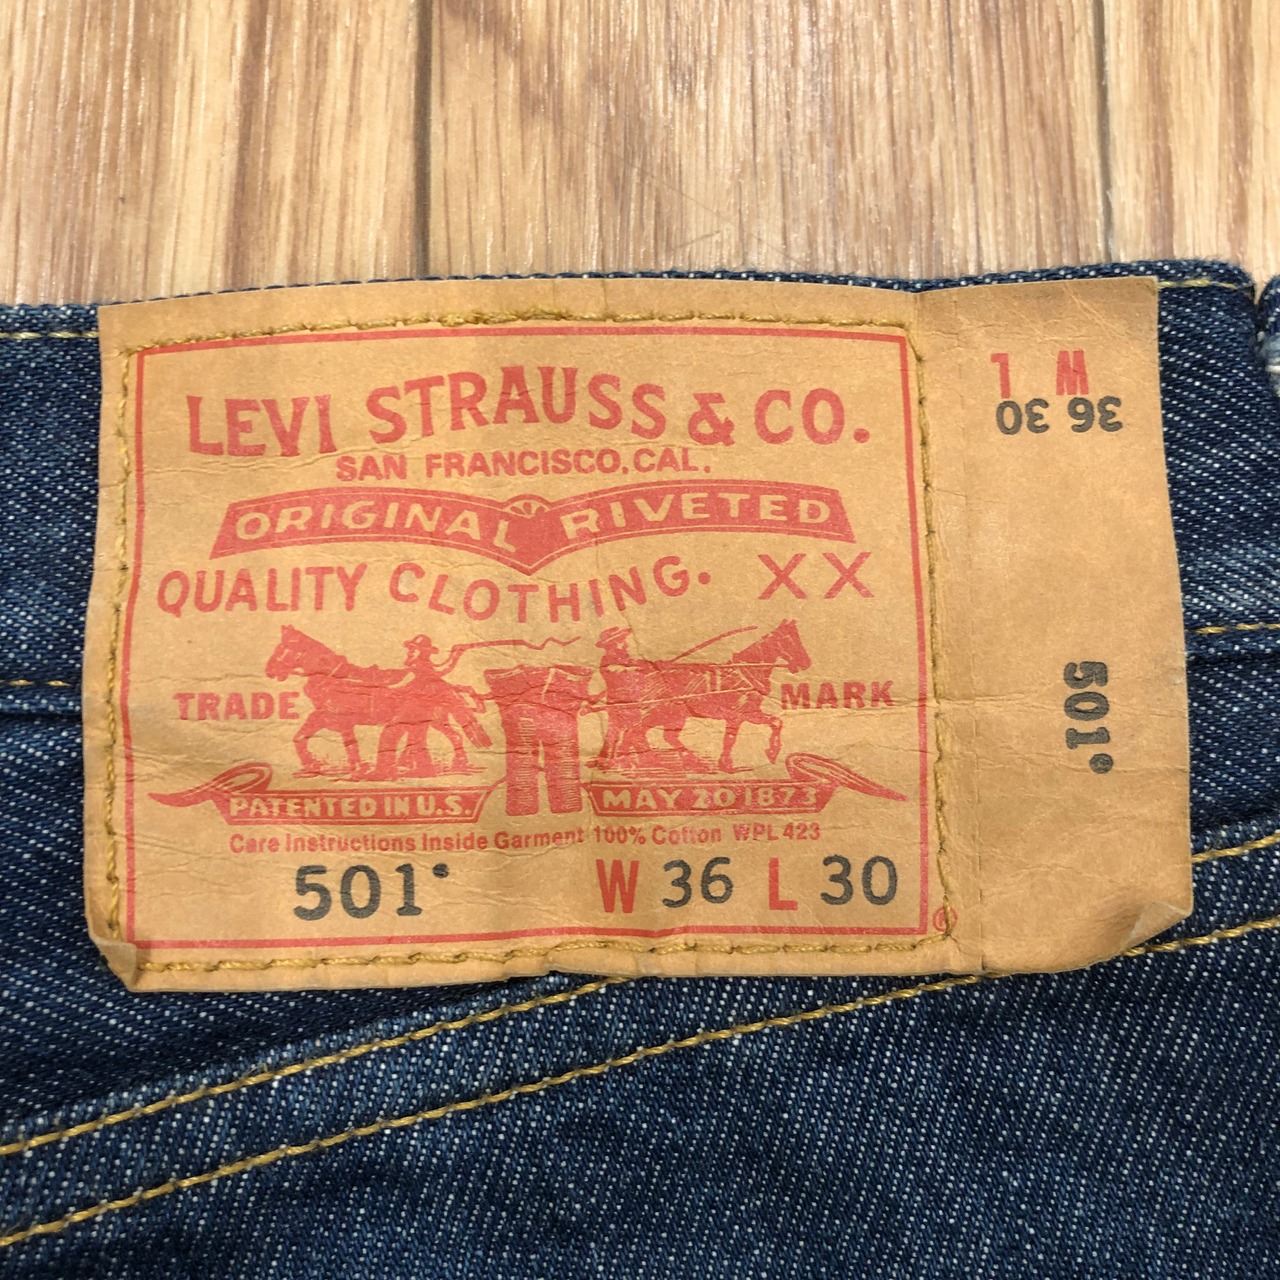 LEVI STRAUSS & CO.
SAN FRANCISCO, CAL.
ORIGINAL RIVETED
QUALITY CLOTHING. XX
TRADE MARK
PATENTED IN U.S. MAY 20 1873
Care Instructions Inside Garment 100% Cotton WPL 423
501® W 36 L 30
®
L W
30 36
501®